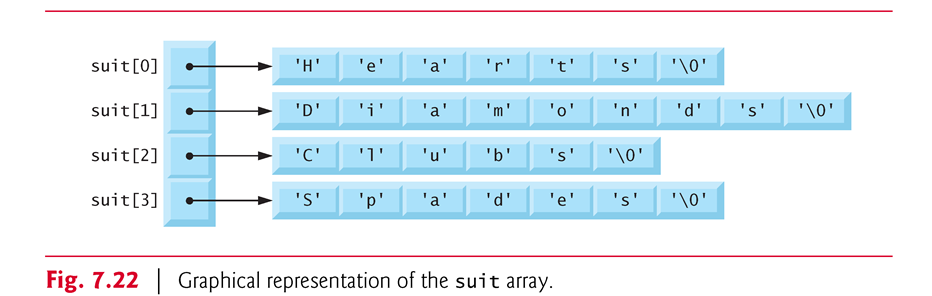 suit[0] 'H' 'e' 'a' 'r' 't' 's' '\0'
suit[1] 'D' 'i' 'a' 'm' 'o' 'n' 'd' 's' '\0'
suit[2] 'C' 'l' 'u' 'b' 's' '\0'
suit[3] 'S' 'p' 'a' 'd' 'e' 's' '\0'
Fig. 7.22 | Graphical representation of the suit array.